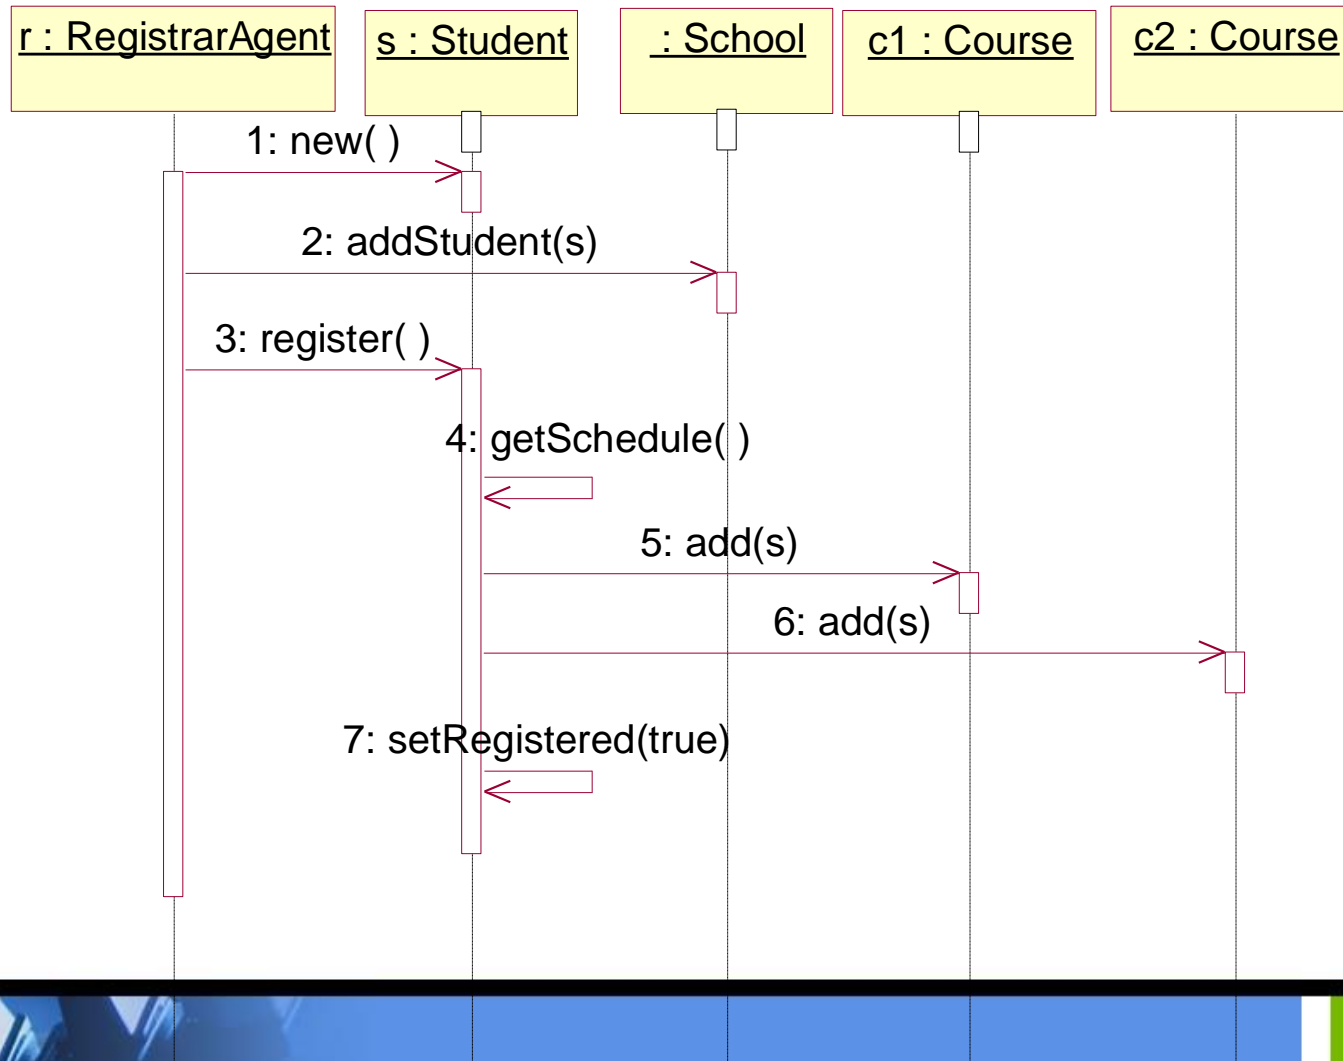 r : RegistrarAgent
s : Student
: School
c1 : Course
c2 : Course
1: new( )
2: addStudent(s)
3: register( )
4: getSchedule( )
5: add(s)
6: add(s)
7: setRegistered(true)